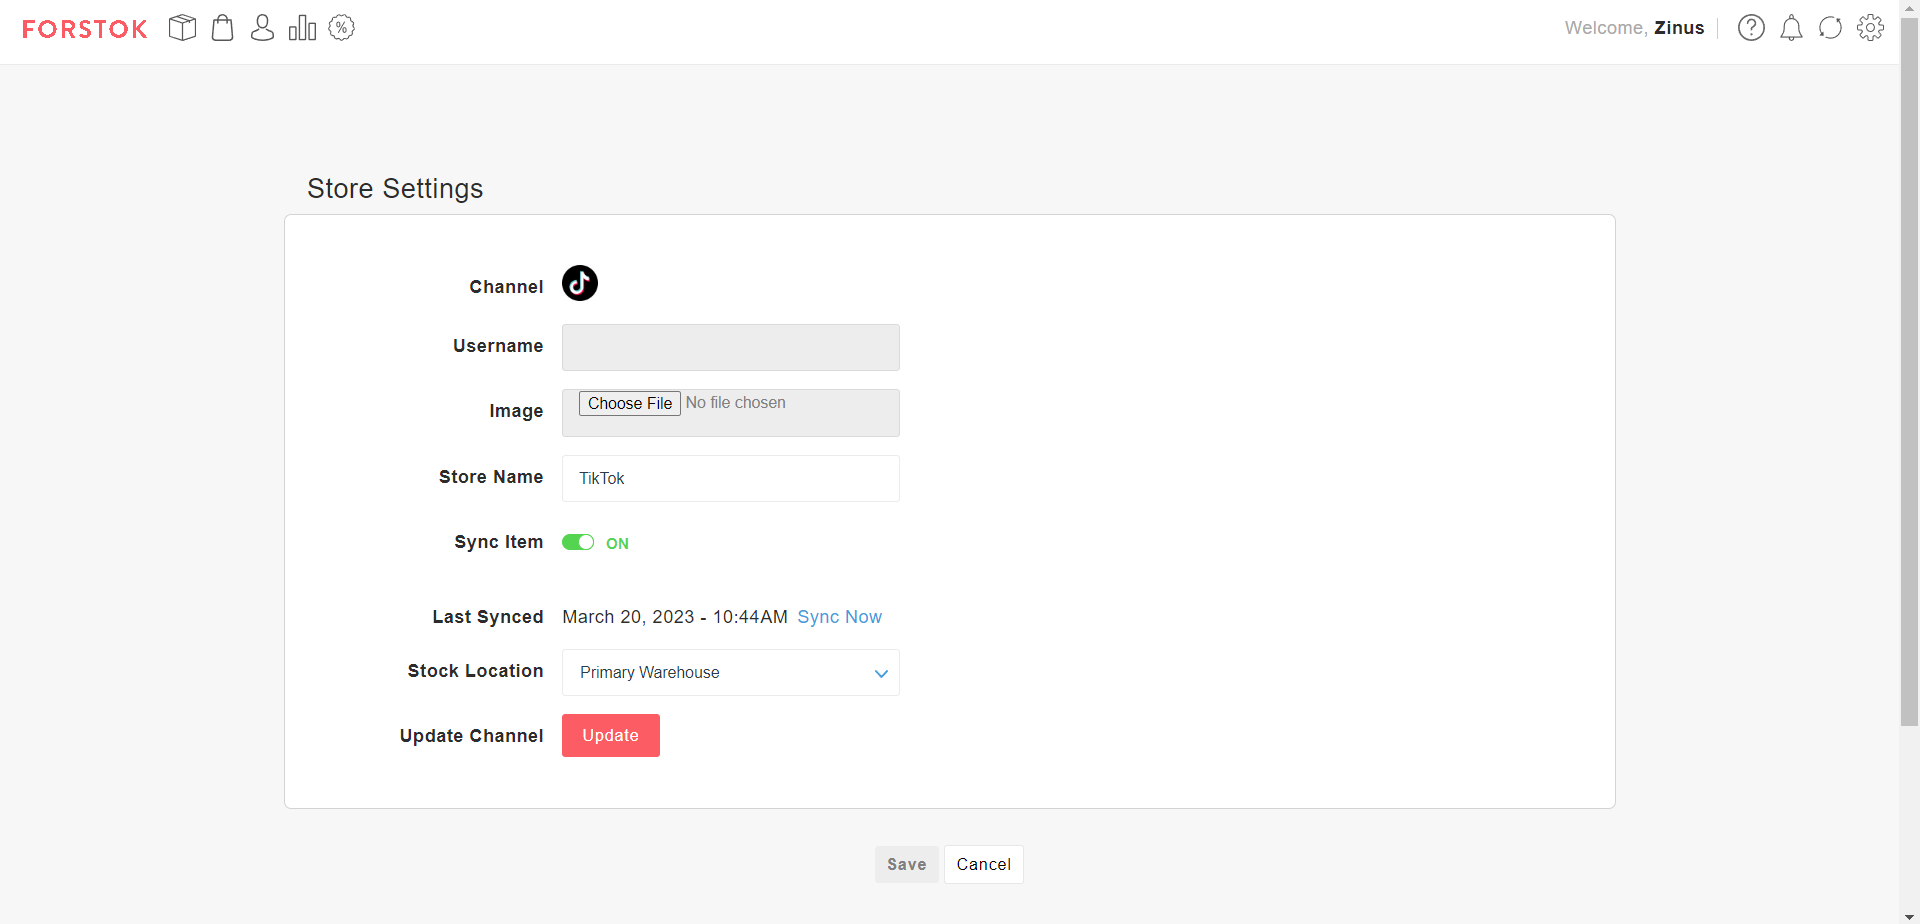 FORSTOK
%
Welcome, Zinus
?
Store Settings
Channel
Username
Image Choose File No file chosen
Store Name TikTok
Sync Item ON
Last Synced March 20, 2023 - 10:44AM Sync Now
Stock Location Primary Warehouse
Update Channel Update
Save Cancel